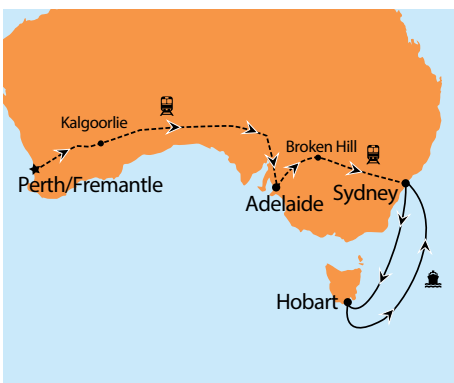 Kalgoorlie
Broken Hill
Perth/Fremantle
Adelaide
Sydney
Hobart